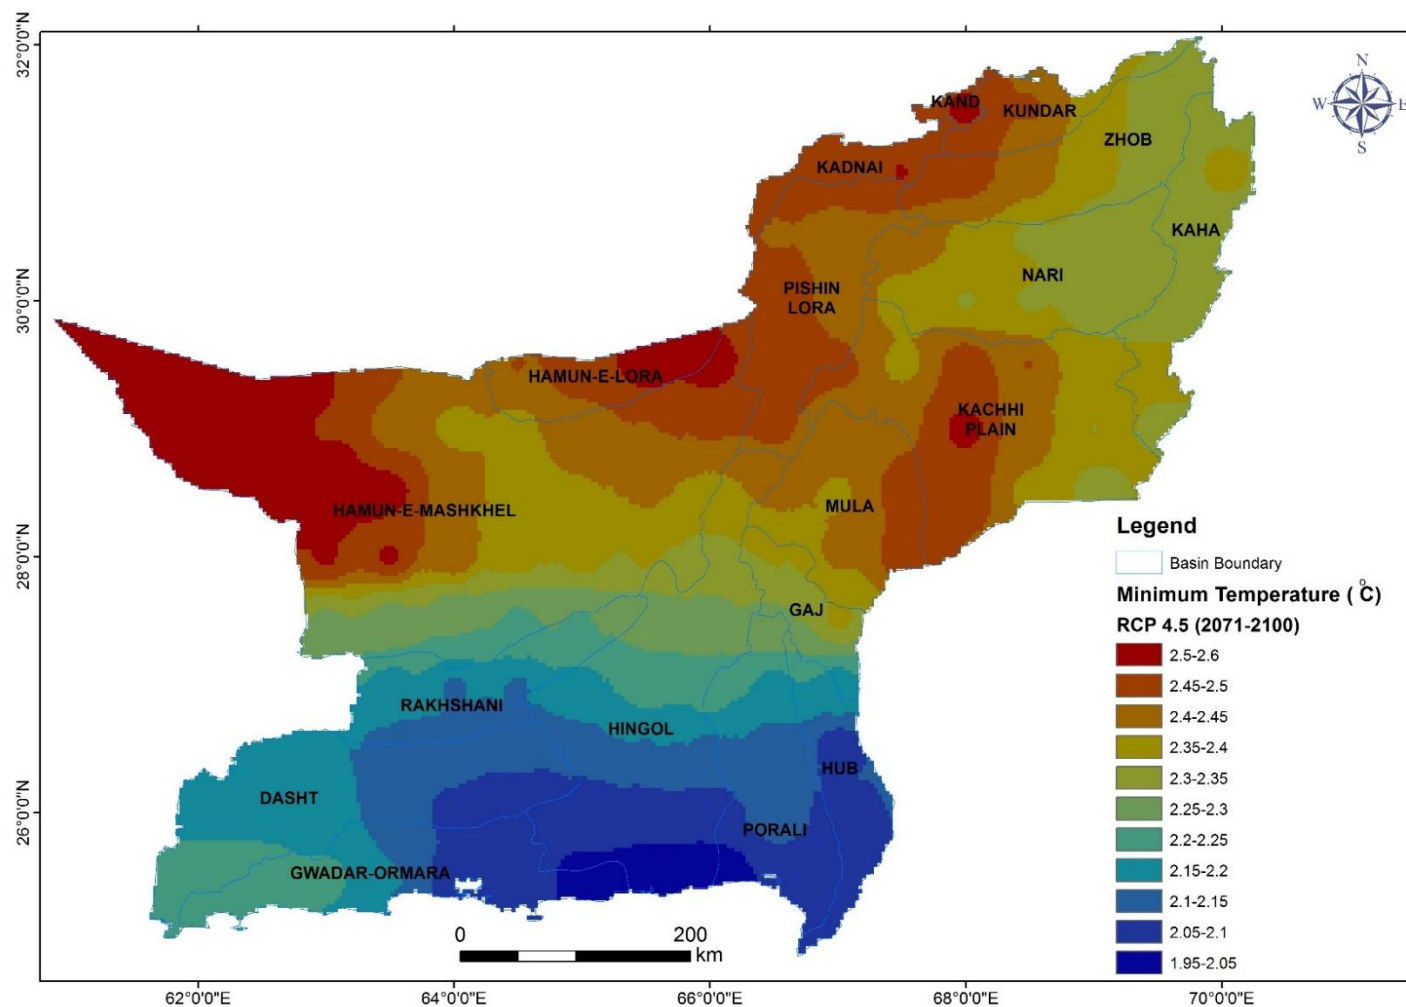 32°0'0"N
30°0'0"N
28°0'0"N
26°0'0"N
N
W
E
S
KAND
KUNDAR
ZHOB
KADNAI
KAHA
NARI
PISHIN
LORA
HAMUN-E-LORA
KACHHI
PLAIN
HAMUN-E-MASHKHEL
MULA
GAJ
RAKHSHANI
HINGOL
HUB
DASHT
PORALI
GWADAR-ORMARA
Legend
Basin Boundary
Minimum Temperature ( °C)
RCP 4.5 (2071-2100)
2.5-2.6
2.45-2.5
2.4-2.45
2.35-2.4
2.3-2.35
2.25-2.3
2.2-2.25
2.15-2.2
2.1-2.15
2.05-2.1
1.95-2.05
0 200
km
62°0'0"E 64°0'0"E 66°0'0"E 68°0'0"E 70°0'0"E